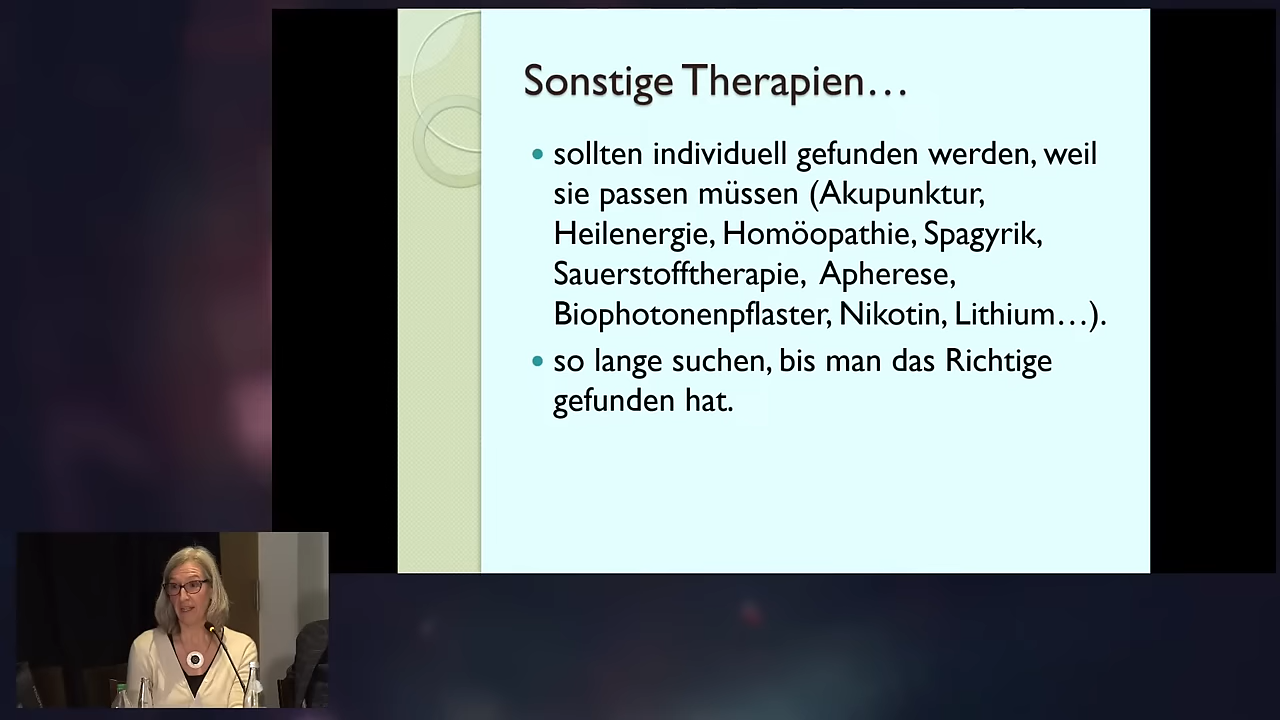 Sonstige Therapien…
• sollten individuell gefunden werden, weil
sie passen müssen (Akupunktur,
Heilenergie, Homöopathie, Spagyrik,
Sauerstofftherapie, Apherese,
Biophotonenpflaster, Nikotin, Lithium…).
• so lange suchen, bis man das Richtige
gefunden hat.